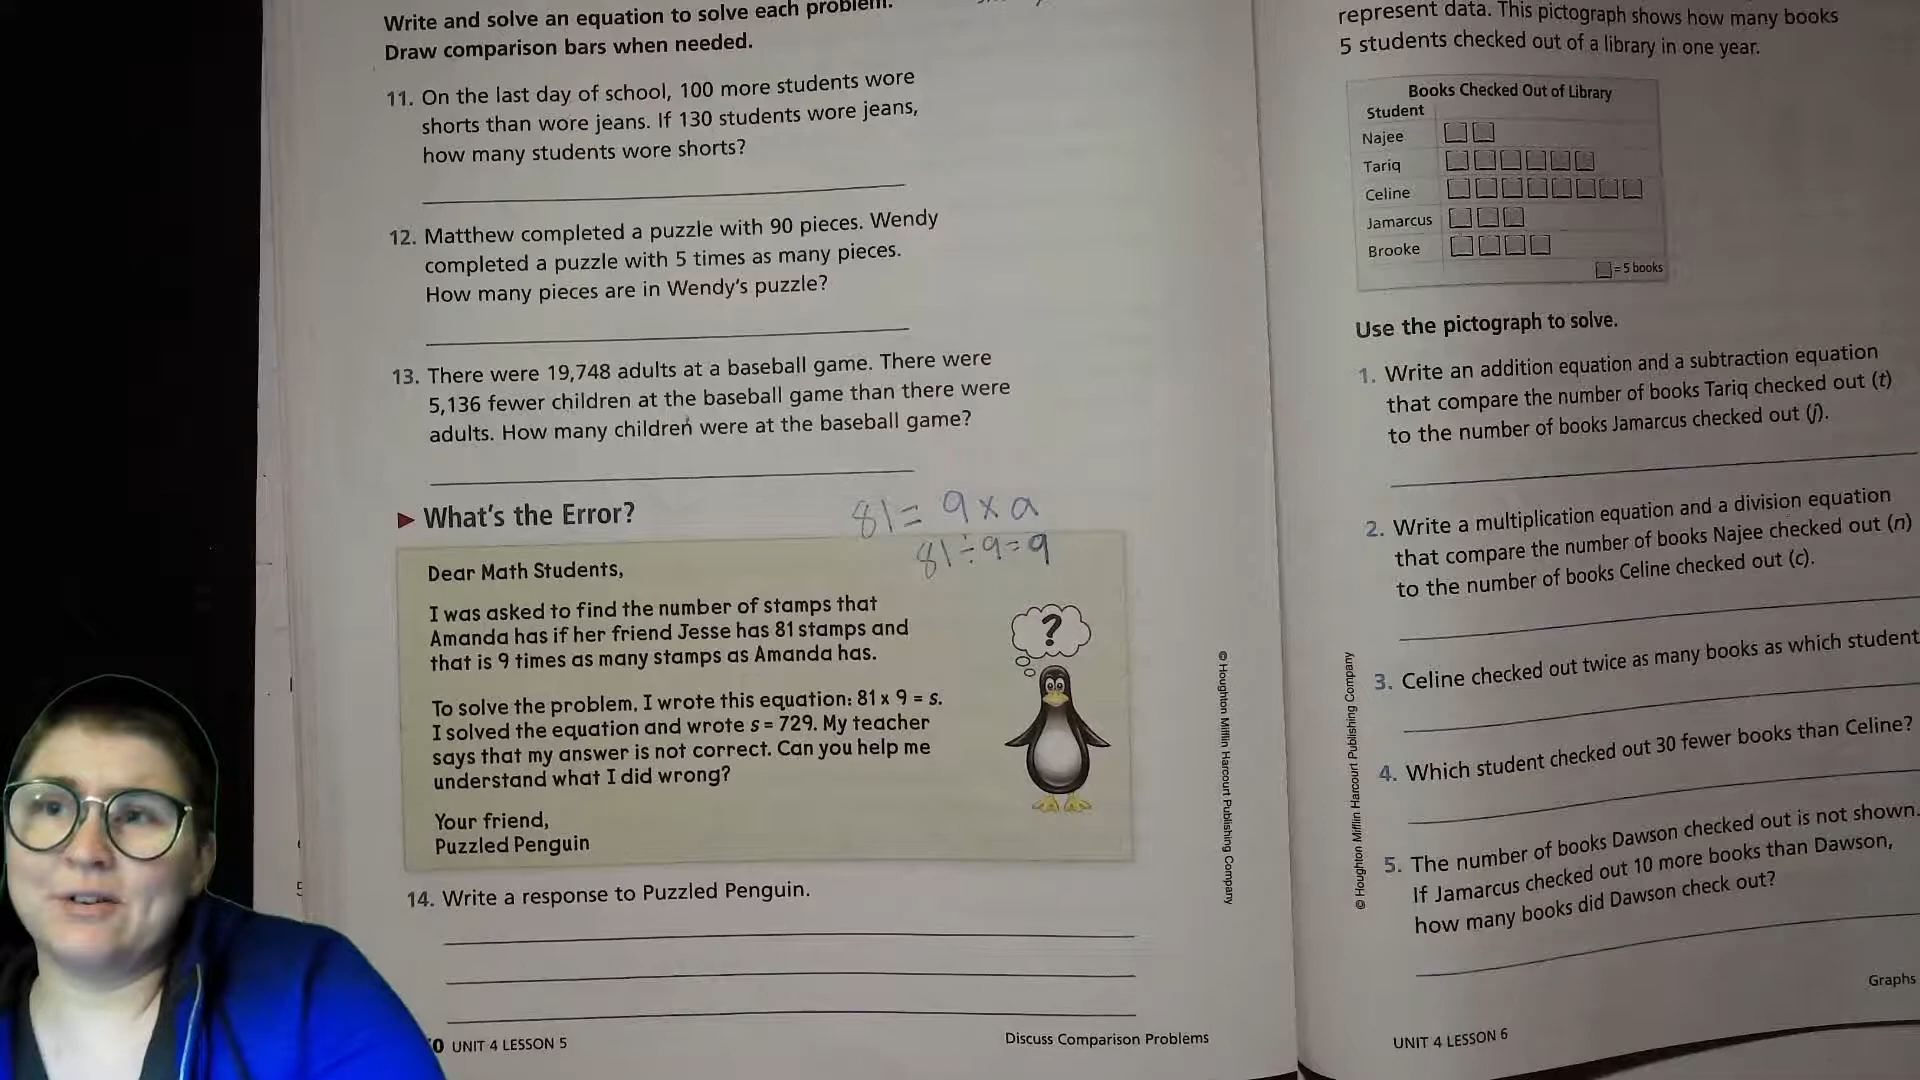 Write and solve an equation to solve each problem.
Draw comparison bars when needed.
11. On the last day of school, 100 more students wore
shorts than wore jeans. If 130 students wore jeans,
how many students wore shorts?
12. Matthew completed a puzzle with 90 pieces. Wendy
completed a puzzle with 5 times as many pieces.
How many pieces are in Wendy's puzzle?
13. There were 19,748 adults at a baseball game. There were
5,136 fewer children at the baseball game than there were
adults. How many children were at the baseball game?
▶ What's the Error?
81 = 9 x a
81 ÷ 9 = 9
Dear Math Students,
I was asked to find the number of stamps that
Amanda has if her friend Jesse has 81 stamps and
that is 9 times as many stamps as Amanda has.
To solve the problem, I wrote this equation: 81 x 9 = s.
I solved the equation and wrote s = 729. My teacher
says that my answer is not correct. Can you help me
understand what I did wrong?
Your friend,
Puzzled Penguin
?
14. Write a response to Puzzled Penguin.
0 UNIT 4 LESSON 5
Discuss Comparison Problems
© Houghton Mifflin Harcourt Publishing Company
represent data. This pictograph shows how many books
5 students checked out of a library in one year.
Books Checked Out of Library
Student
Najee
Tariq
Celine
Jamarcus
Brooke
= 5 books
Use the pictograph to solve.
1. Write an addition equation and a subtraction equation
that compare the number of books Tariq checked out (t)
to the number of books Jamarcus checked out (j).
2. Write a multiplication equation and a division equation
that compare the number of books Najee checked out (n)
to the number of books Celine checked out (c).
3. Celine checked out twice as many books as which student
4. Which student checked out 30 fewer books than Celine?
5. The number of books Dawson checked out is not shown.
If Jamarcus checked out 10 more books than Dawson,
how many books did Dawson check out?
© Houghton Mifflin Harcourt Publishing Company
UNIT 4 LESSON 6
Graphs